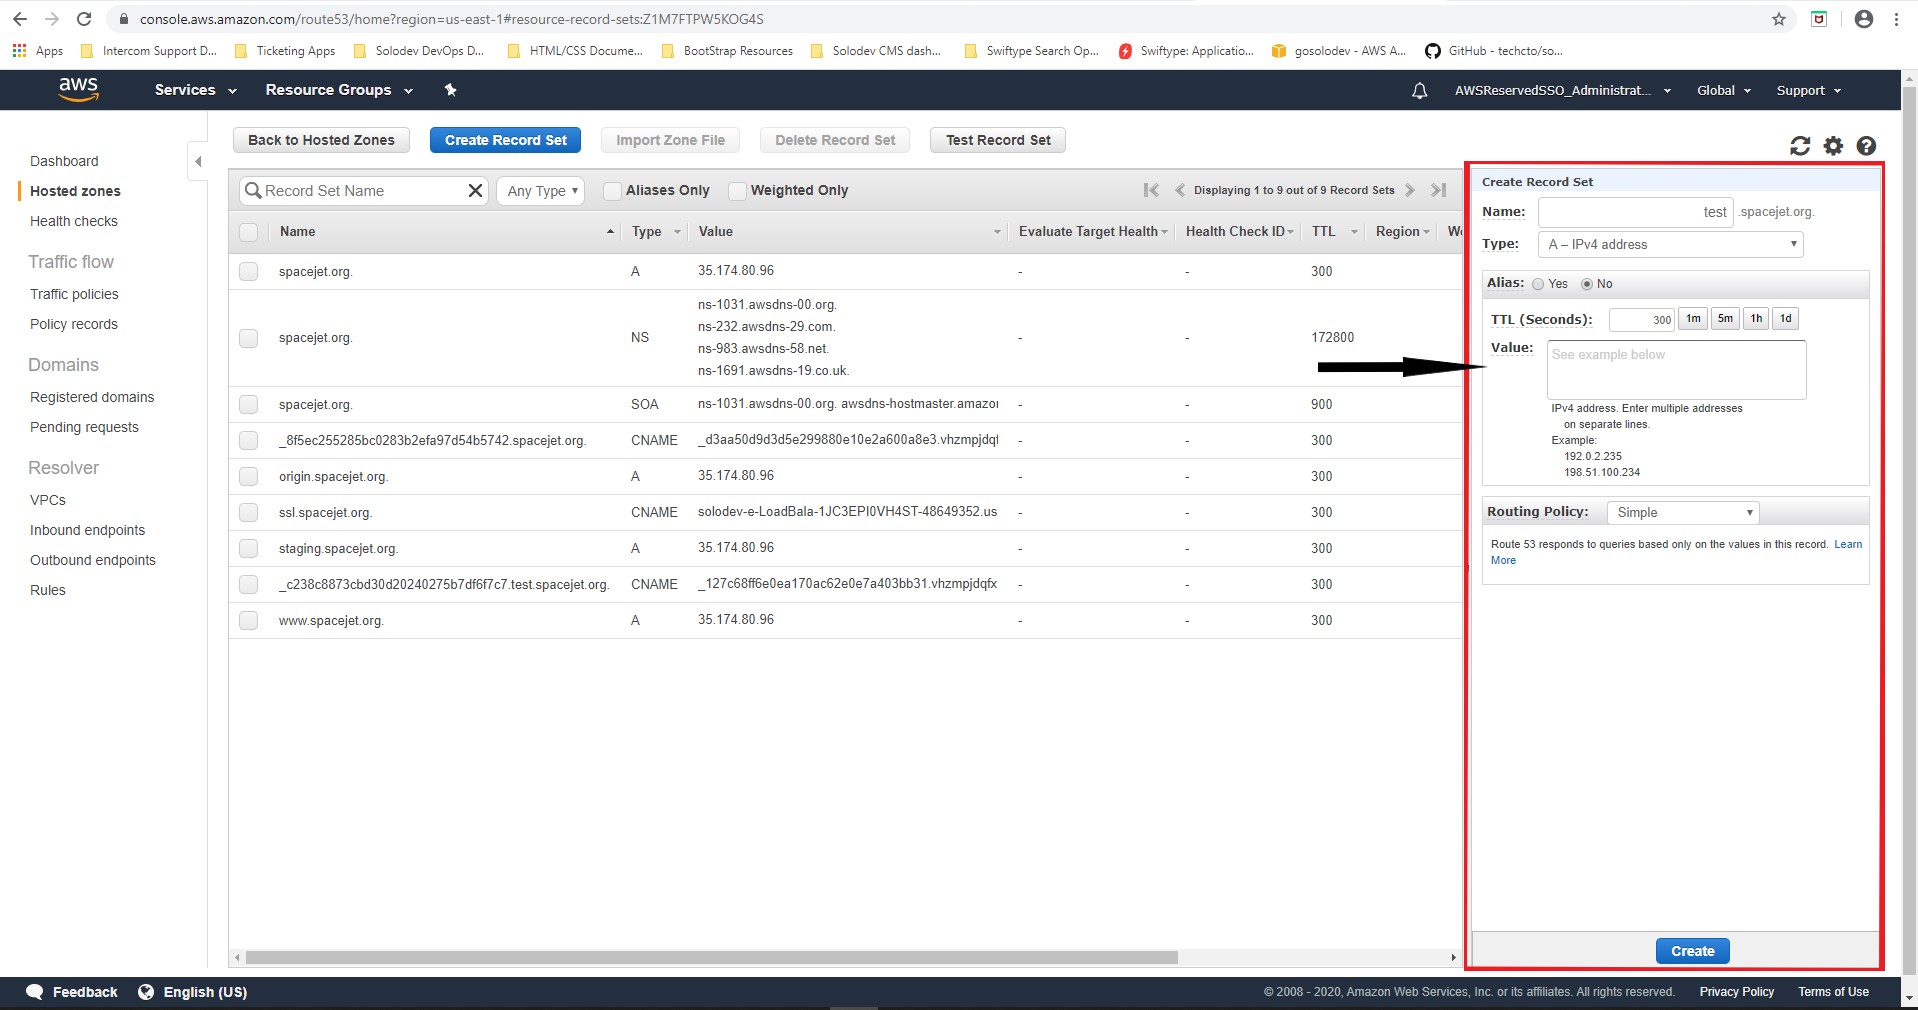 console.aws.amazon.com/route53/home?region=us-east-1#resource-record-sets:Z1M7FTPW5KOG4S
Apps Intercom Support D... Ticketing Apps Solodev DevOps D... HTML/CSS Docume... BootStrap Resources Solodev CMS dash... Swiftype Search Op... Swiftype: Applicatio... gosolodev - AWS A... GitHub - techcto/so...
aws Services Resource Groups AWSReservedSSO_Administrat... Global Support
Dashboard
Hosted zones
Health checks
Traffic flow
Traffic policies
Policy records
Domains
Registered domains
Pending requests
Resolver
VPCs
Inbound endpoints
Outbound endpoints
Rules
Back to Hosted Zones Create Record Set Import Zone File Delete Record Set Test Record Set
Record Set Name Any Type Aliases Only Weighted Only Displaying 1 to 9 out of 9 Record Sets
Name Type Value Evaluate Target Health Health Check ID TTL Region We
spacejet.org. A 35.174.80.96 - - 300
spacejet.org. NS ns-1031.awsdns-00.org. - - 172800
ns-232.awsdns-29.com.
ns-983.awsdns-58.net.
ns-1691.awsdns-19.co.uk.
spacejet.org. SOA ns-1031.awsdns-00.org. awsdns-hostmaster.amazon - - 900
_8f5ec255285bc0283b2efa97d54b5742.spacejet.org. CNAME _d3aa50d9d3d5e299880e10e2a600a8e3.vhzmpjdqf - - 300
origin.spacejet.org. A 35.174.80.96 - - 300
ssl.spacejet.org. CNAME solodev-e-LoadBala-1JC3EPI0VH4ST-48649352.us - - 300
staging.spacejet.org. A 35.174.80.96 - - 300
_c238c8873cbd30d20240275b7df6f7c7.test.spacejet.org. CNAME _127c68ff6e0ea170ac62e0e7a403bb31.vhzmpjdqfx - - 300
www.spacejet.org. A 35.174.80.96 - - 300
Create Record Set
Name: test .spacejet.org.
Type: A – IPv4 address
Alias: Yes No
TTL (Seconds): 300 1m 5m 1h 1d
Value: See example below
IPv4 address. Enter multiple addresses
on separate lines.
Example:
192.0.2.235
198.51.100.234
Routing Policy: Simple
Route 53 responds to queries based only on the values in this record. Learn
More
Create
Feedback English (US) © 2008 - 2020, Amazon Web Services, Inc. or its affiliates. All rights reserved. Privacy Policy Terms of Use